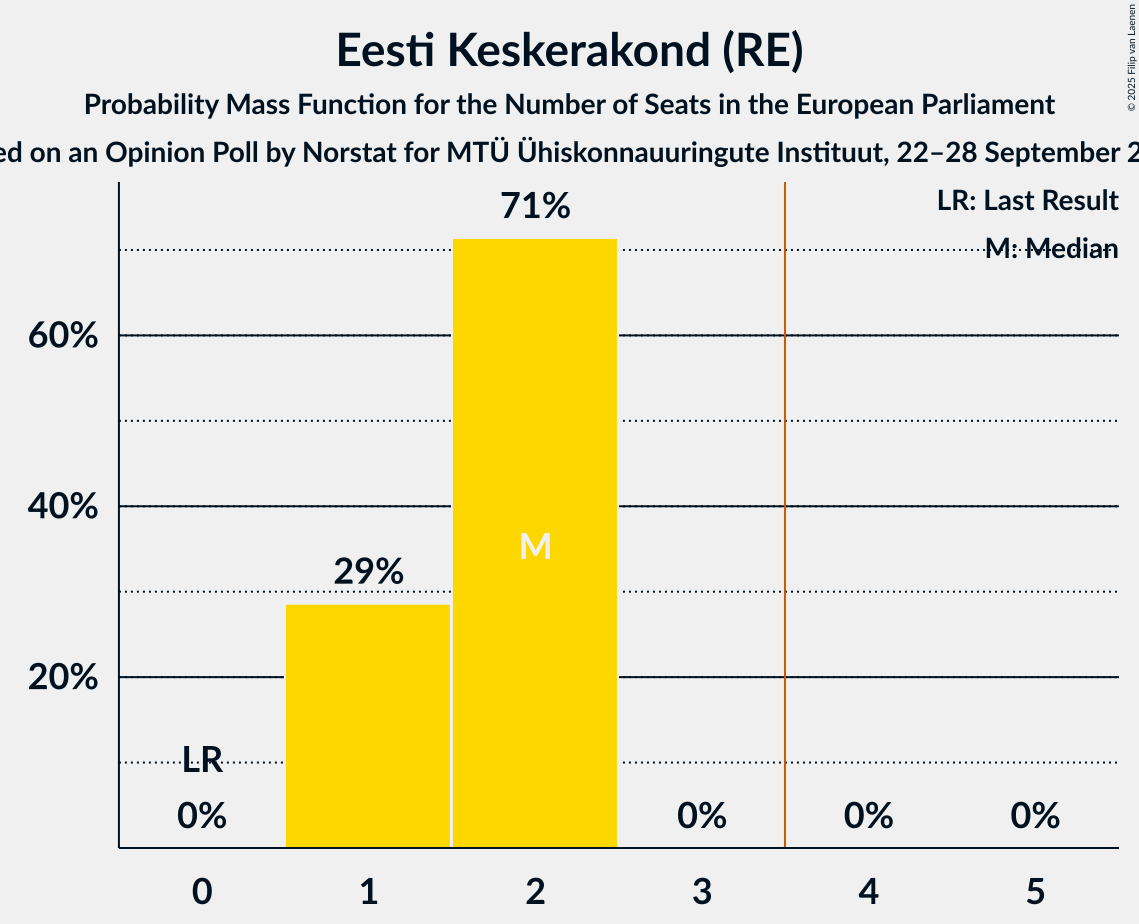 Eesti Keskerakond (RE)
Probability Mass Function for the Number of Seats in the European Parliament
on an Opinion Poll by Norstat for MTÜ Ühiskonnauuringute Instituut, 22–28 September
© 2025 Filip van Laenen
LR: Last Result
M: Median
71%
60%
40%
M
29%
20%
LR
0%
0%
0%
0%
0
1
2
3
4
5